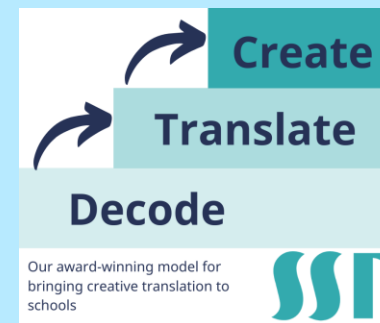 Create
Translate
Decode
Our award-winning model for
bringing creative translation to
schools